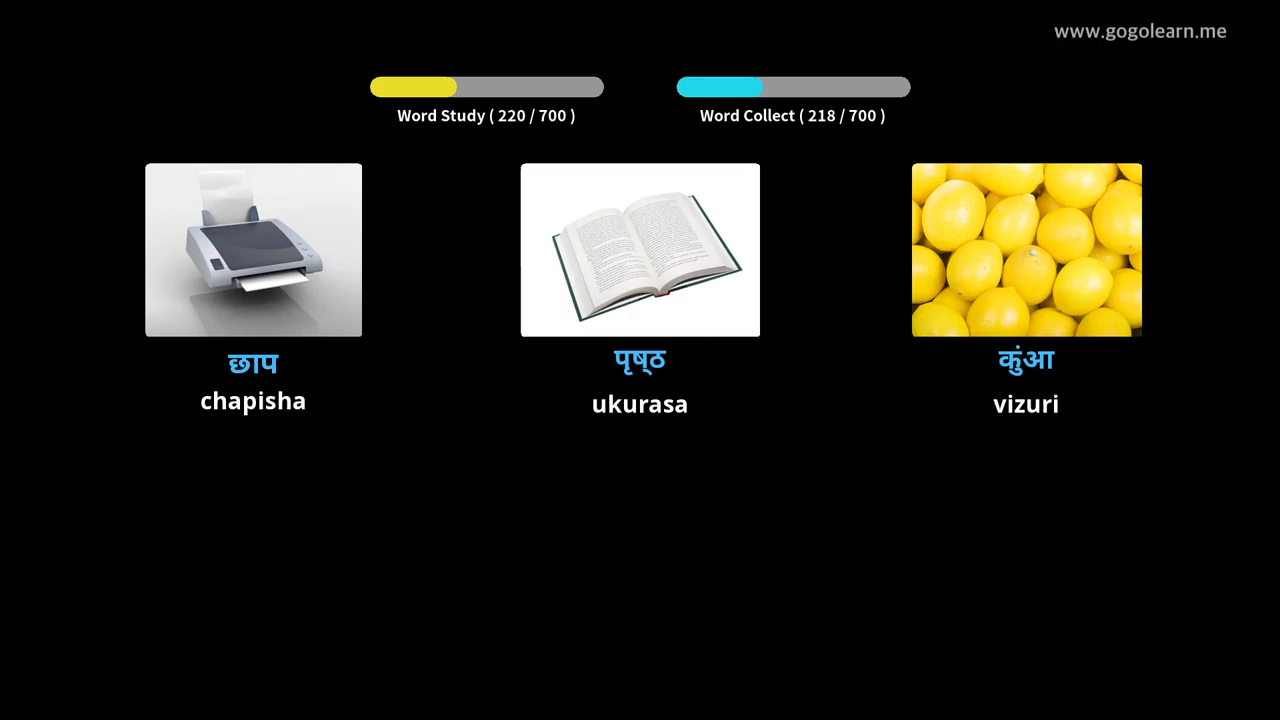 www.gogolearn.me
Word Study ( 220 / 700 )
Word Collect ( 218 / 700 )
छाप
पृष्ठ
कुंआ
chapisha
ukurasa
vizuri